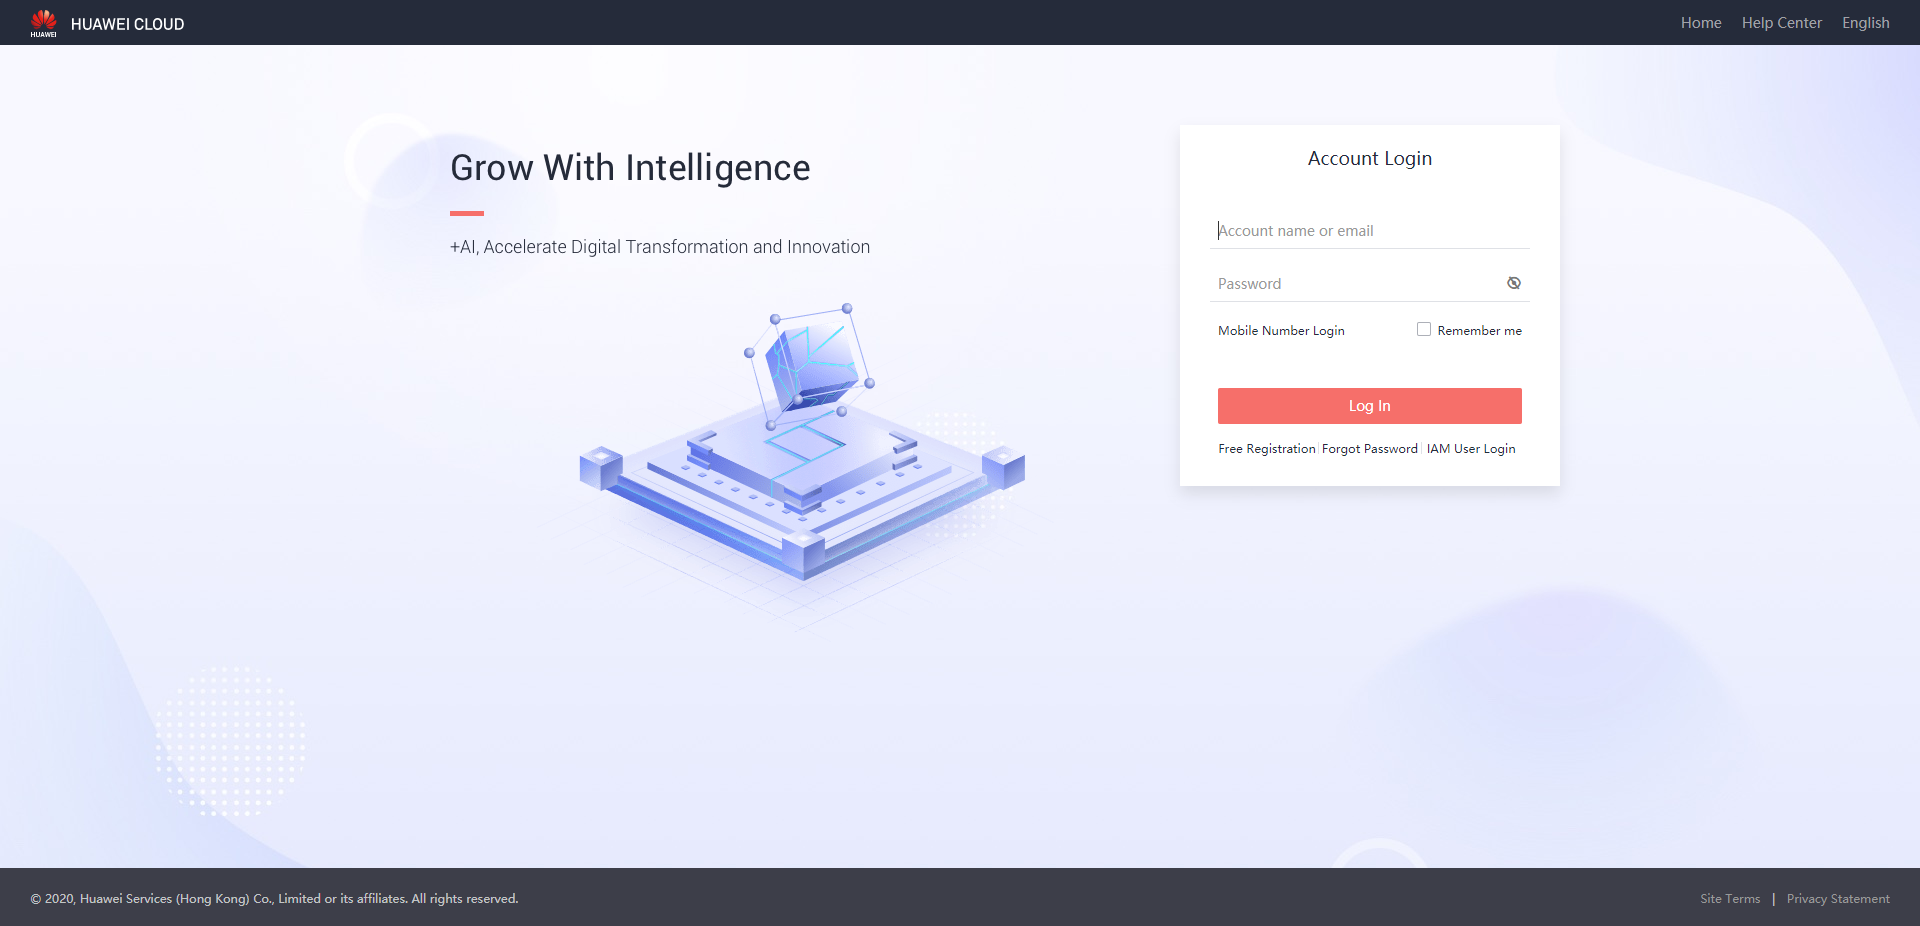 HUAWEI
HUAWEI CLOUD
Home
Help Center
English
Grow With Intelligence
+AI, Accelerate Digital Transformation and Innovation
Account Login
Account name or email
Password
Mobile Number Login
Remember me
Log In
Free Registration
Forgot Password
IAM User Login
© 2020, Huawei Services (Hong Kong) Co., Limited or its affiliates. All rights reserved.
Site Terms | Privacy Statement